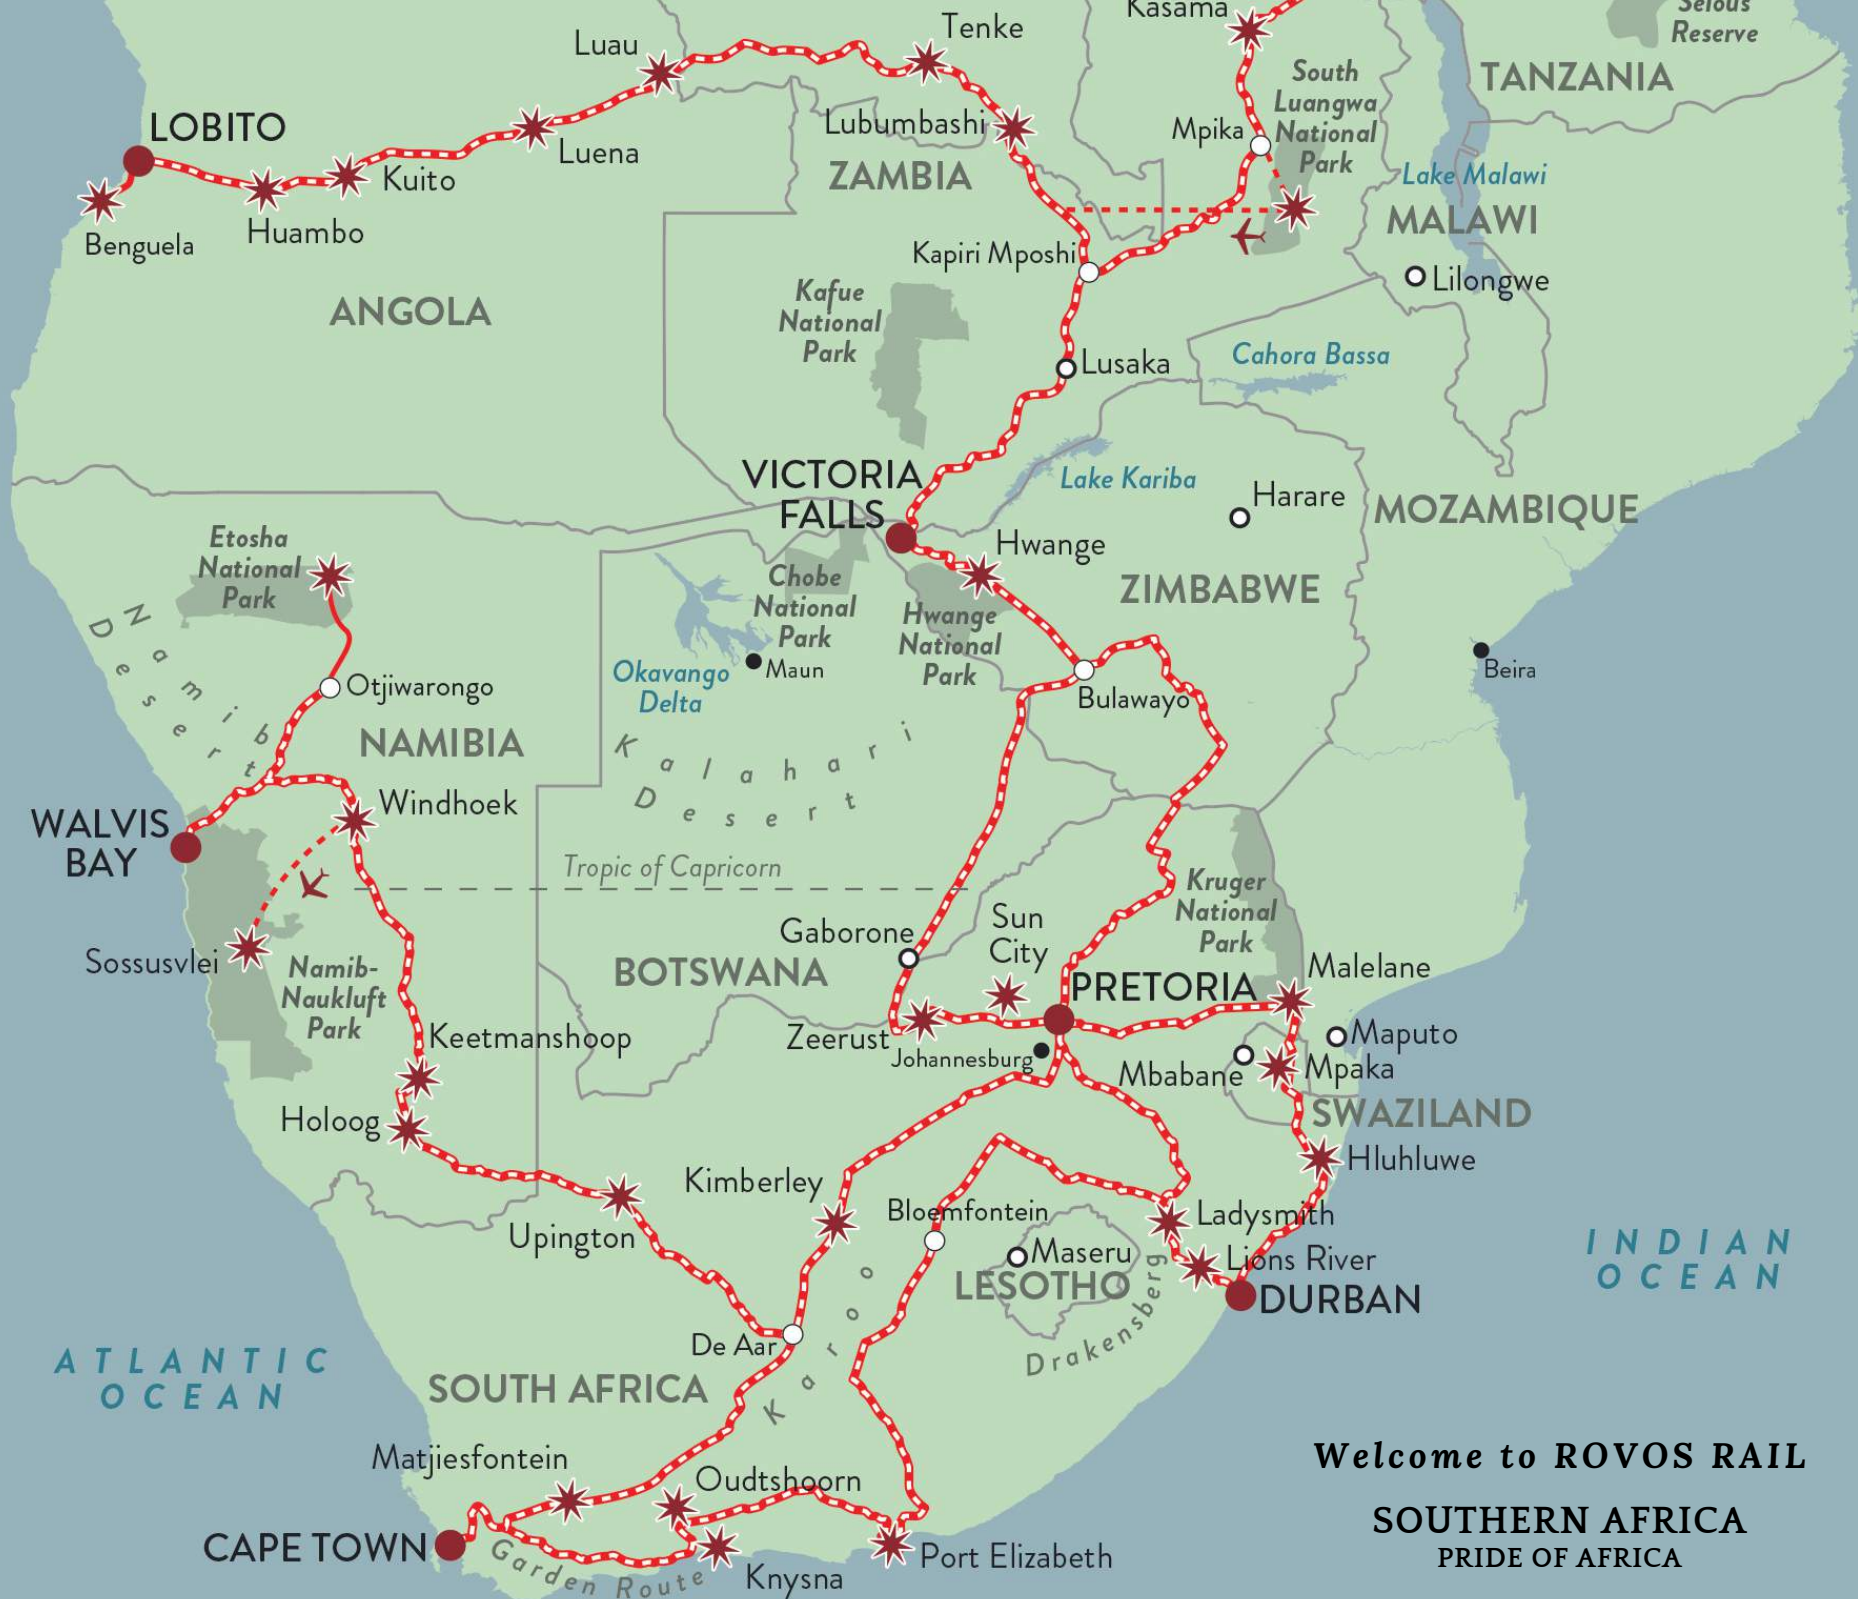 Kasama
Selous
Reserve
Tenke
Luau
South
Luangwa
National
Park
TANZANIA
LOBITO
Lubumbashi
Mpika
Luena
ZAMBIA
Kuito
Lake Malawi
MALAWI
Benguela
Huambo
Kapiri Mposhi
Lilongwe
ANGOLA
Kafue
National
Park
Cahora Bassa
Lusaka
VICTORIA
FALLS
Lake Kariba
Harare
MOZAMBIQUE
Etosha
National
Park
Hwange
Chobe
National
Park
ZIMBABWE
Hwange
National
Park
Namib
Desert
Okavango
Delta
Maun
Beira
Otjiwarongo
Bulawayo
NAMIBIA
Kalahari
Desert
Windhoek
WALVIS
BAY
Tropic of Capricorn
Kruger
National
Park
Sun
City
Gaborone
Sossusvlei
Namib-
Naukluft
Park
BOTSWANA
PRETORIA
Malelane
Keetmanshoop
Zeerust
Johannesburg
Maputo
Mbabane
Mpaka
SWAZILAND
Holoog
Hluhluwe
Kimberley
Bloemfontein
Ladysmith
Upington
Maseru
Lions River
LESOTHO
DURBAN
INDIAN
OCEAN
Drakensberg
De Aar
Karoo
ATLANTIC
OCEAN
SOUTH AFRICA
Matjiesfontein
Oudtshoorn
CAPE TOWN
Garden Route
Knysna
Port Elizabeth
Welcome to ROVOS RAIL
SOUTHERN AFRICA
PRIDE OF AFRICA